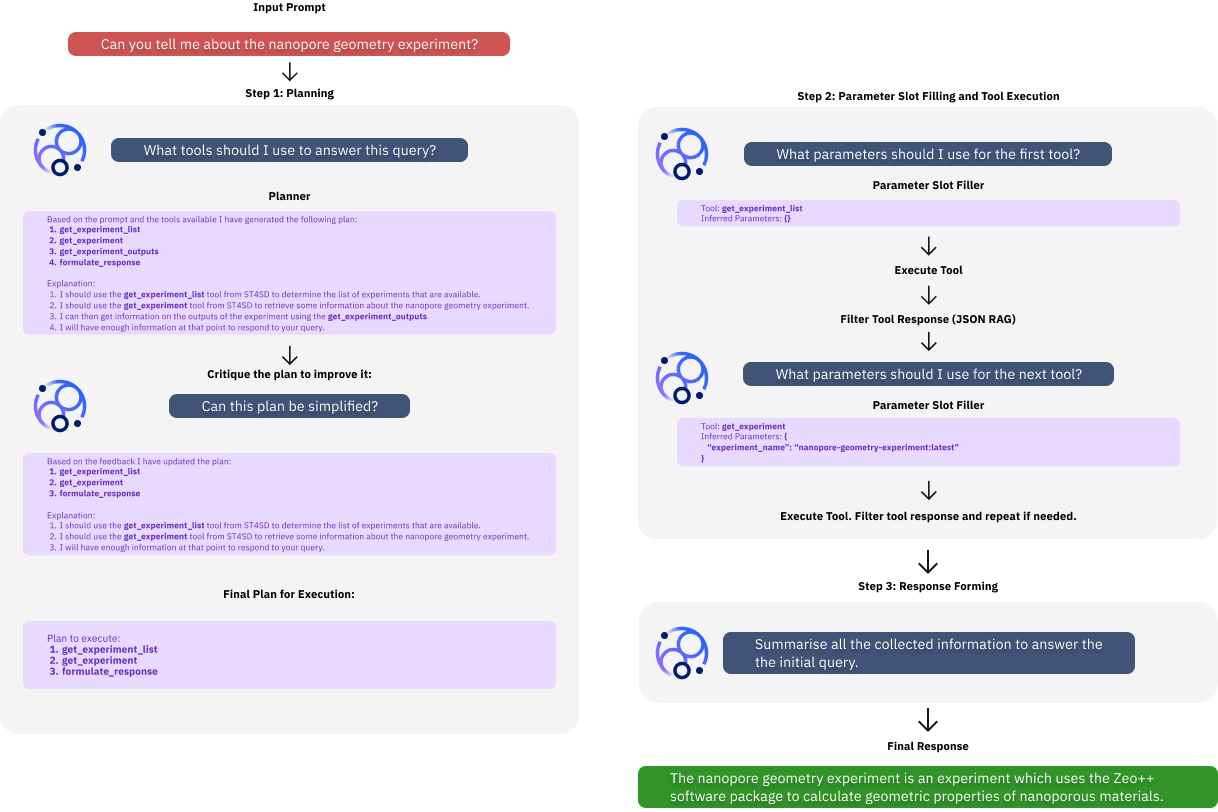 Input Prompt
Can you tell me about the nanopore geometry experiment?
Step 1: Planning
What tools should I use to answer this query?
Planner
Based on the prompt and the tools available I have generated the following plan:
1. get_experiment_list
2. get_experiment
3. get_experiment_outputs
4. formulate_response
Explanation:
1. I should use the get_experiment_list tool from ST4SD to determine the list of experiments that are available.
2. I should use the get_experiment tool from ST4SD to retrieve some information about the nanopore geometry experiment.
3. I can then get information on the outputs of the experiment using the get_experiment_outputs
4. I will have enough information at that point to respond to your query.
Critique the plan to improve it:
Can this plan be simplified?
Based on the feedback I have updated the plan:
1. get_experiment_list
2. get_experiment
3. formulate_response
Explanation:
1. I should use the get_experiment_list tool from ST4SD to determine the list of experiments that are available.
2. I should use the get_experiment tool from ST4SD to retrieve some information about the nanopore geometry experiment.
3. I will have enough information at that point to respond to your query.
Final Plan for Execution:
Plan to execute:
1. get_experiment_list
2. get_experiment
3. formulate_response
Step 2: Parameter Slot Filling and Tool Execution
What parameters should I use for the first tool?
Parameter Slot Filler
Tool: get_experiment_list
Inferred Parameters: {}
Execute Tool
Filter Tool Response (JSON RAG)
What parameters should I use for the next tool?
Parameter Slot Filler
Tool: get_experiment
Inferred Parameters: {
“experiment_name”: “nanopore-geometry-experiment:latest”
}
Execute Tool. Filter tool response and repeat if needed.
Step 3: Response Forming
Summarise all the collected information to answer the
the initial query.
Final Response
The nanopore geometry experiment is an experiment which uses the Zeo++
software package to calculate geometric properties of nanoporous materials.